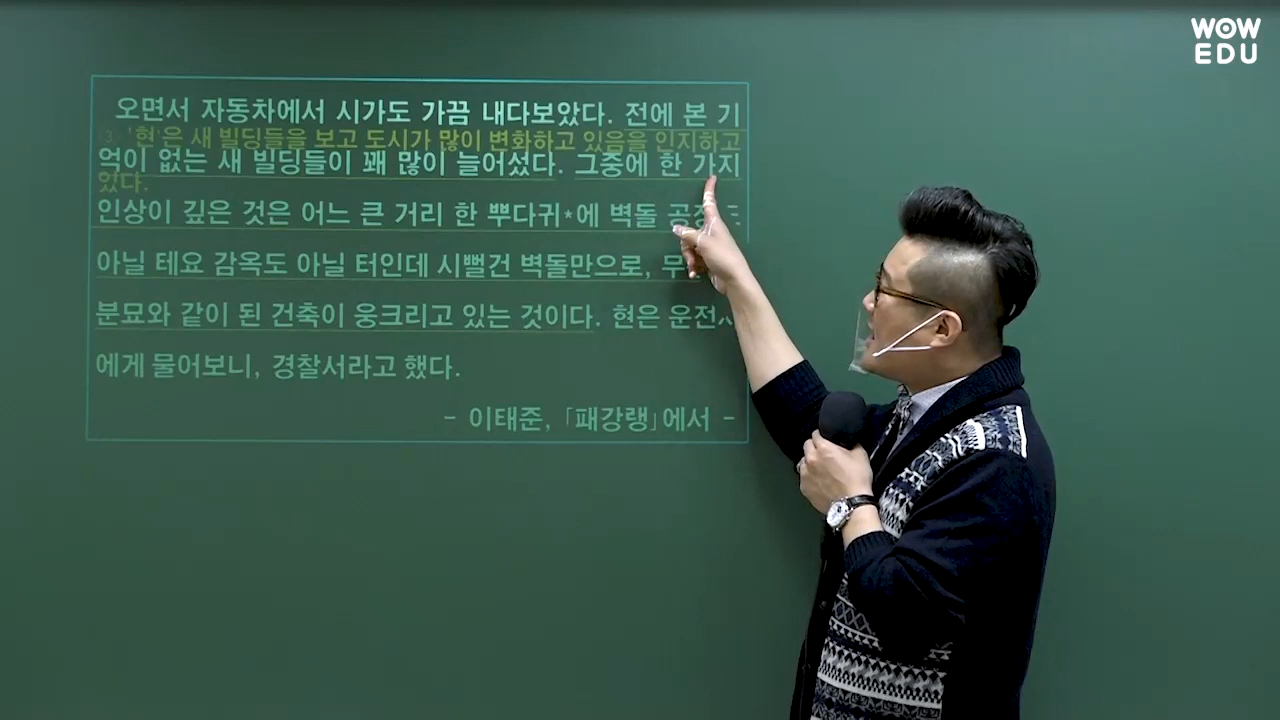 WOW
EDU
오면서 자동차에서 시가도 가끔 내다보았다. 전에 본 기
3. '현'은 새 빌딩들을 보고 도시가 많이 변화하고 있음을 인지하고
억이 없는 새 빌딩들이 꽤 많이 늘어섰다. 그중에 한 가지
있다.
인상이 깊은 것은 어느 큰 거리 한 뿌다귀*에 벽돌
아닐 테요 감옥도 아닐 터인데 시뻘건 벽돌만으로,
분묘와 같이 된 건축이 웅크리고 있는 것이다. 현은
에게 물어보니, 경찰서라고 했다.
- 이태준, 「패강랭」에서 -